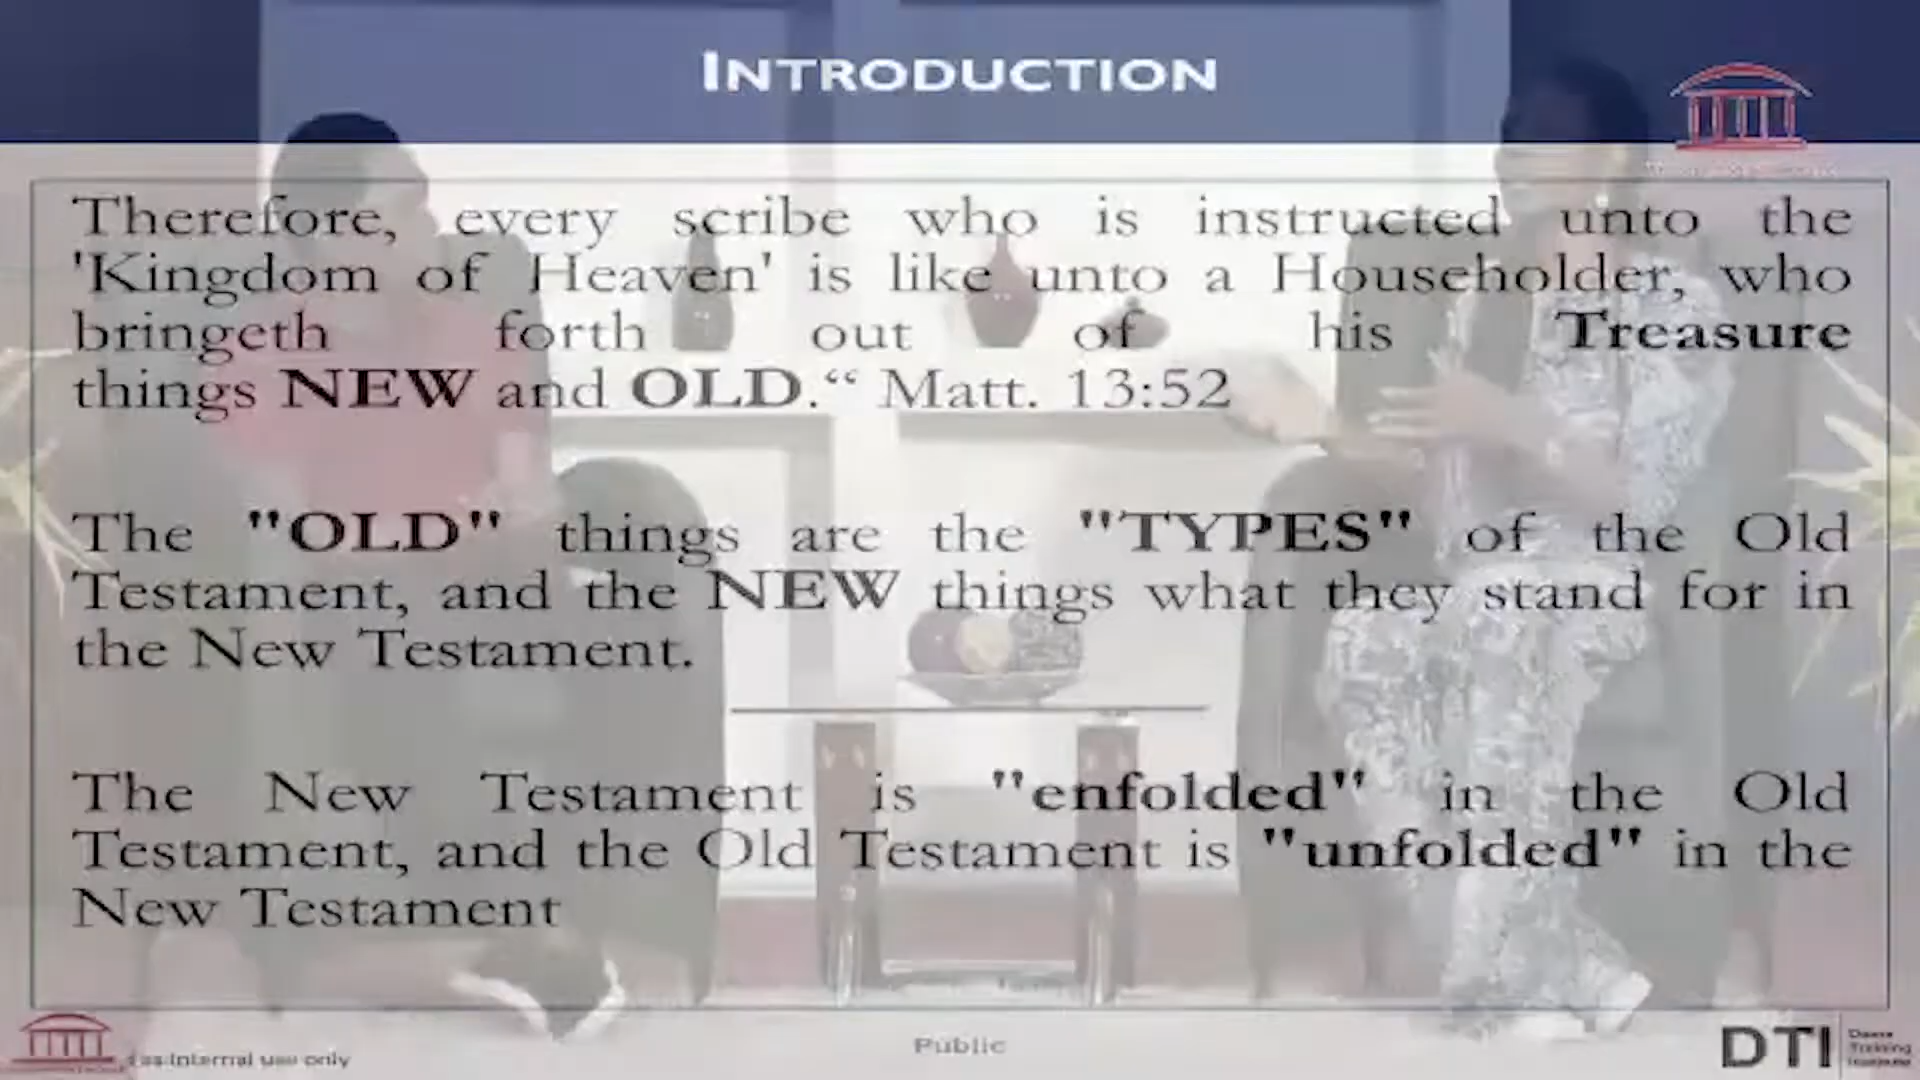 INTRODUCTION
Therefore, every scribe who is instructed unto the
'Kingdom of Heaven' is like unto a Householder, who
bringeth forth out of his Treasure
things NEW and OLD.“ Matt. 13:52
The "OLD" things are the "TYPES" of the Old
Testament, and the NEW things what they stand for in
the New Testament.
The New Testament is "enfolded" in the Old
Testament, and the Old Testament is "unfolded" in the
New Testament
Internal use only
Public
DTI
Training